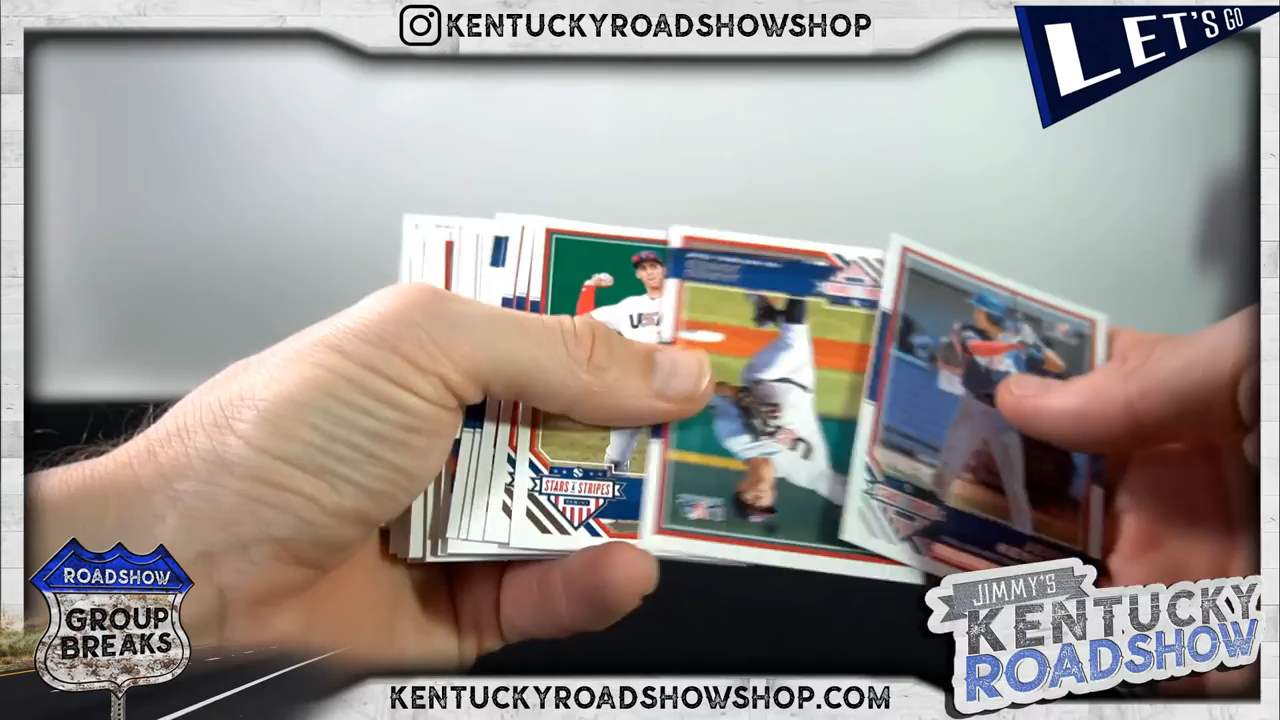 KENTUCKYROADSHOWSHOP
LET'S GO
USA
STARS & STRIPES
ROADSHOW
GROUP
BREAKS
JIMMY'S
KENTUCKY
ROADSHOW
KENTUCKYROADSHOWSHOP.COM